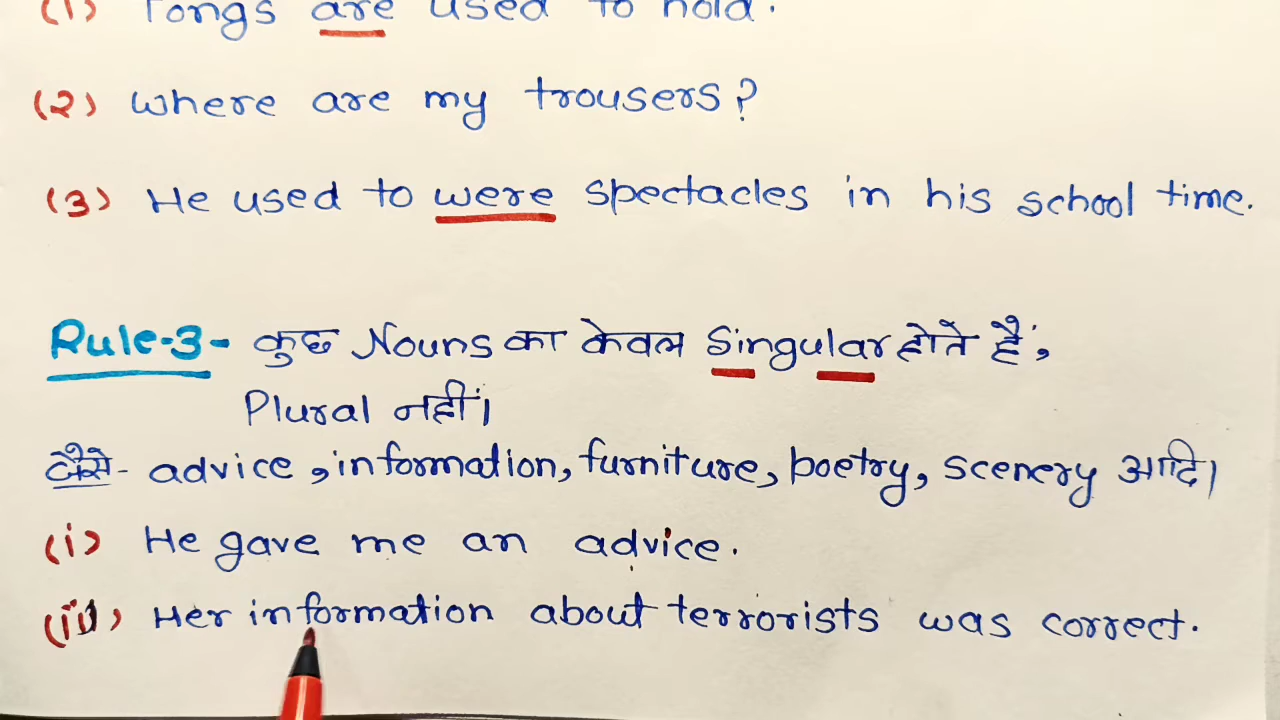 (1) Tongs are used to hold.
(2) Where are my trousers?
(3) He used to were spectacles in his school time.
Rule-3- कुछ Nouns का केवल Singular होते हैं,
Plural नहीं।
जैसे- advice, information, furniture, poetry, scenery आदि।
(i) He gave me an advice.
(ii) Her information about terrorists was correct.